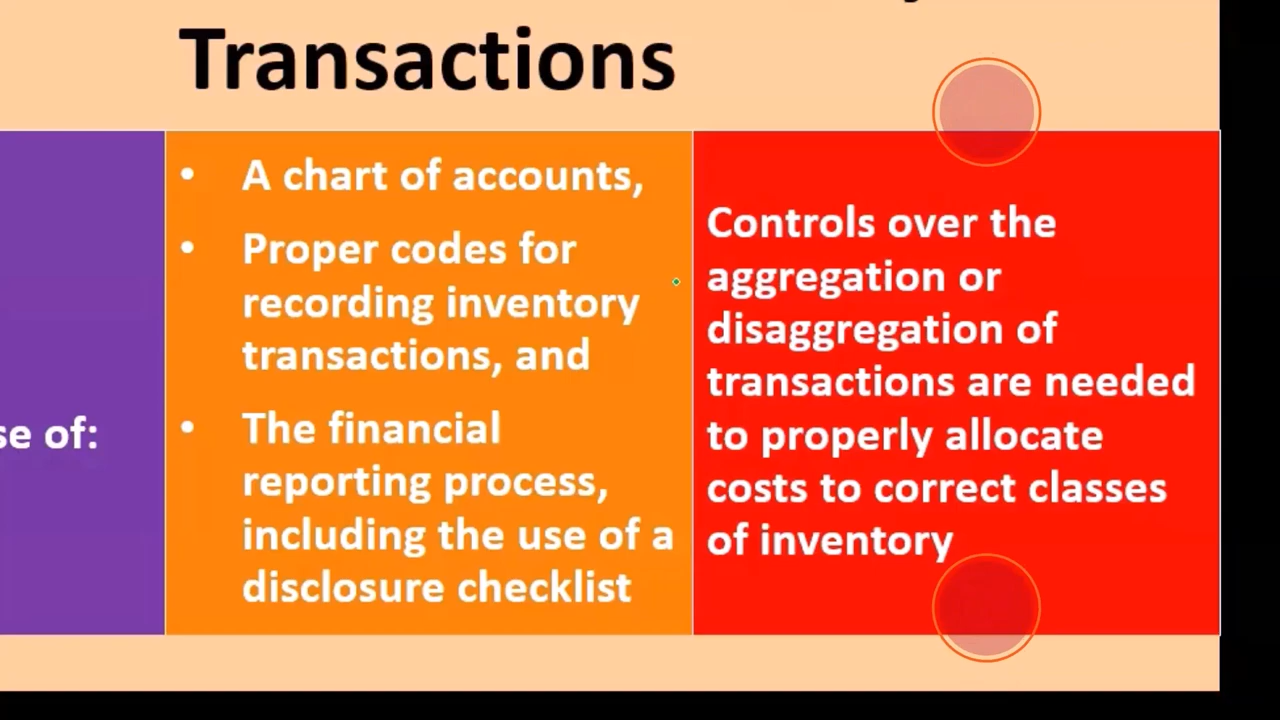 Transactions
se of:
• A chart of accounts,
• Proper codes for
recording inventory
transactions, and
• The financial
reporting process,
including the use of a
disclosure checklist
Controls over the
aggregation or
disaggregation of
transactions are needed
to properly allocate
costs to correct classes
of inventory